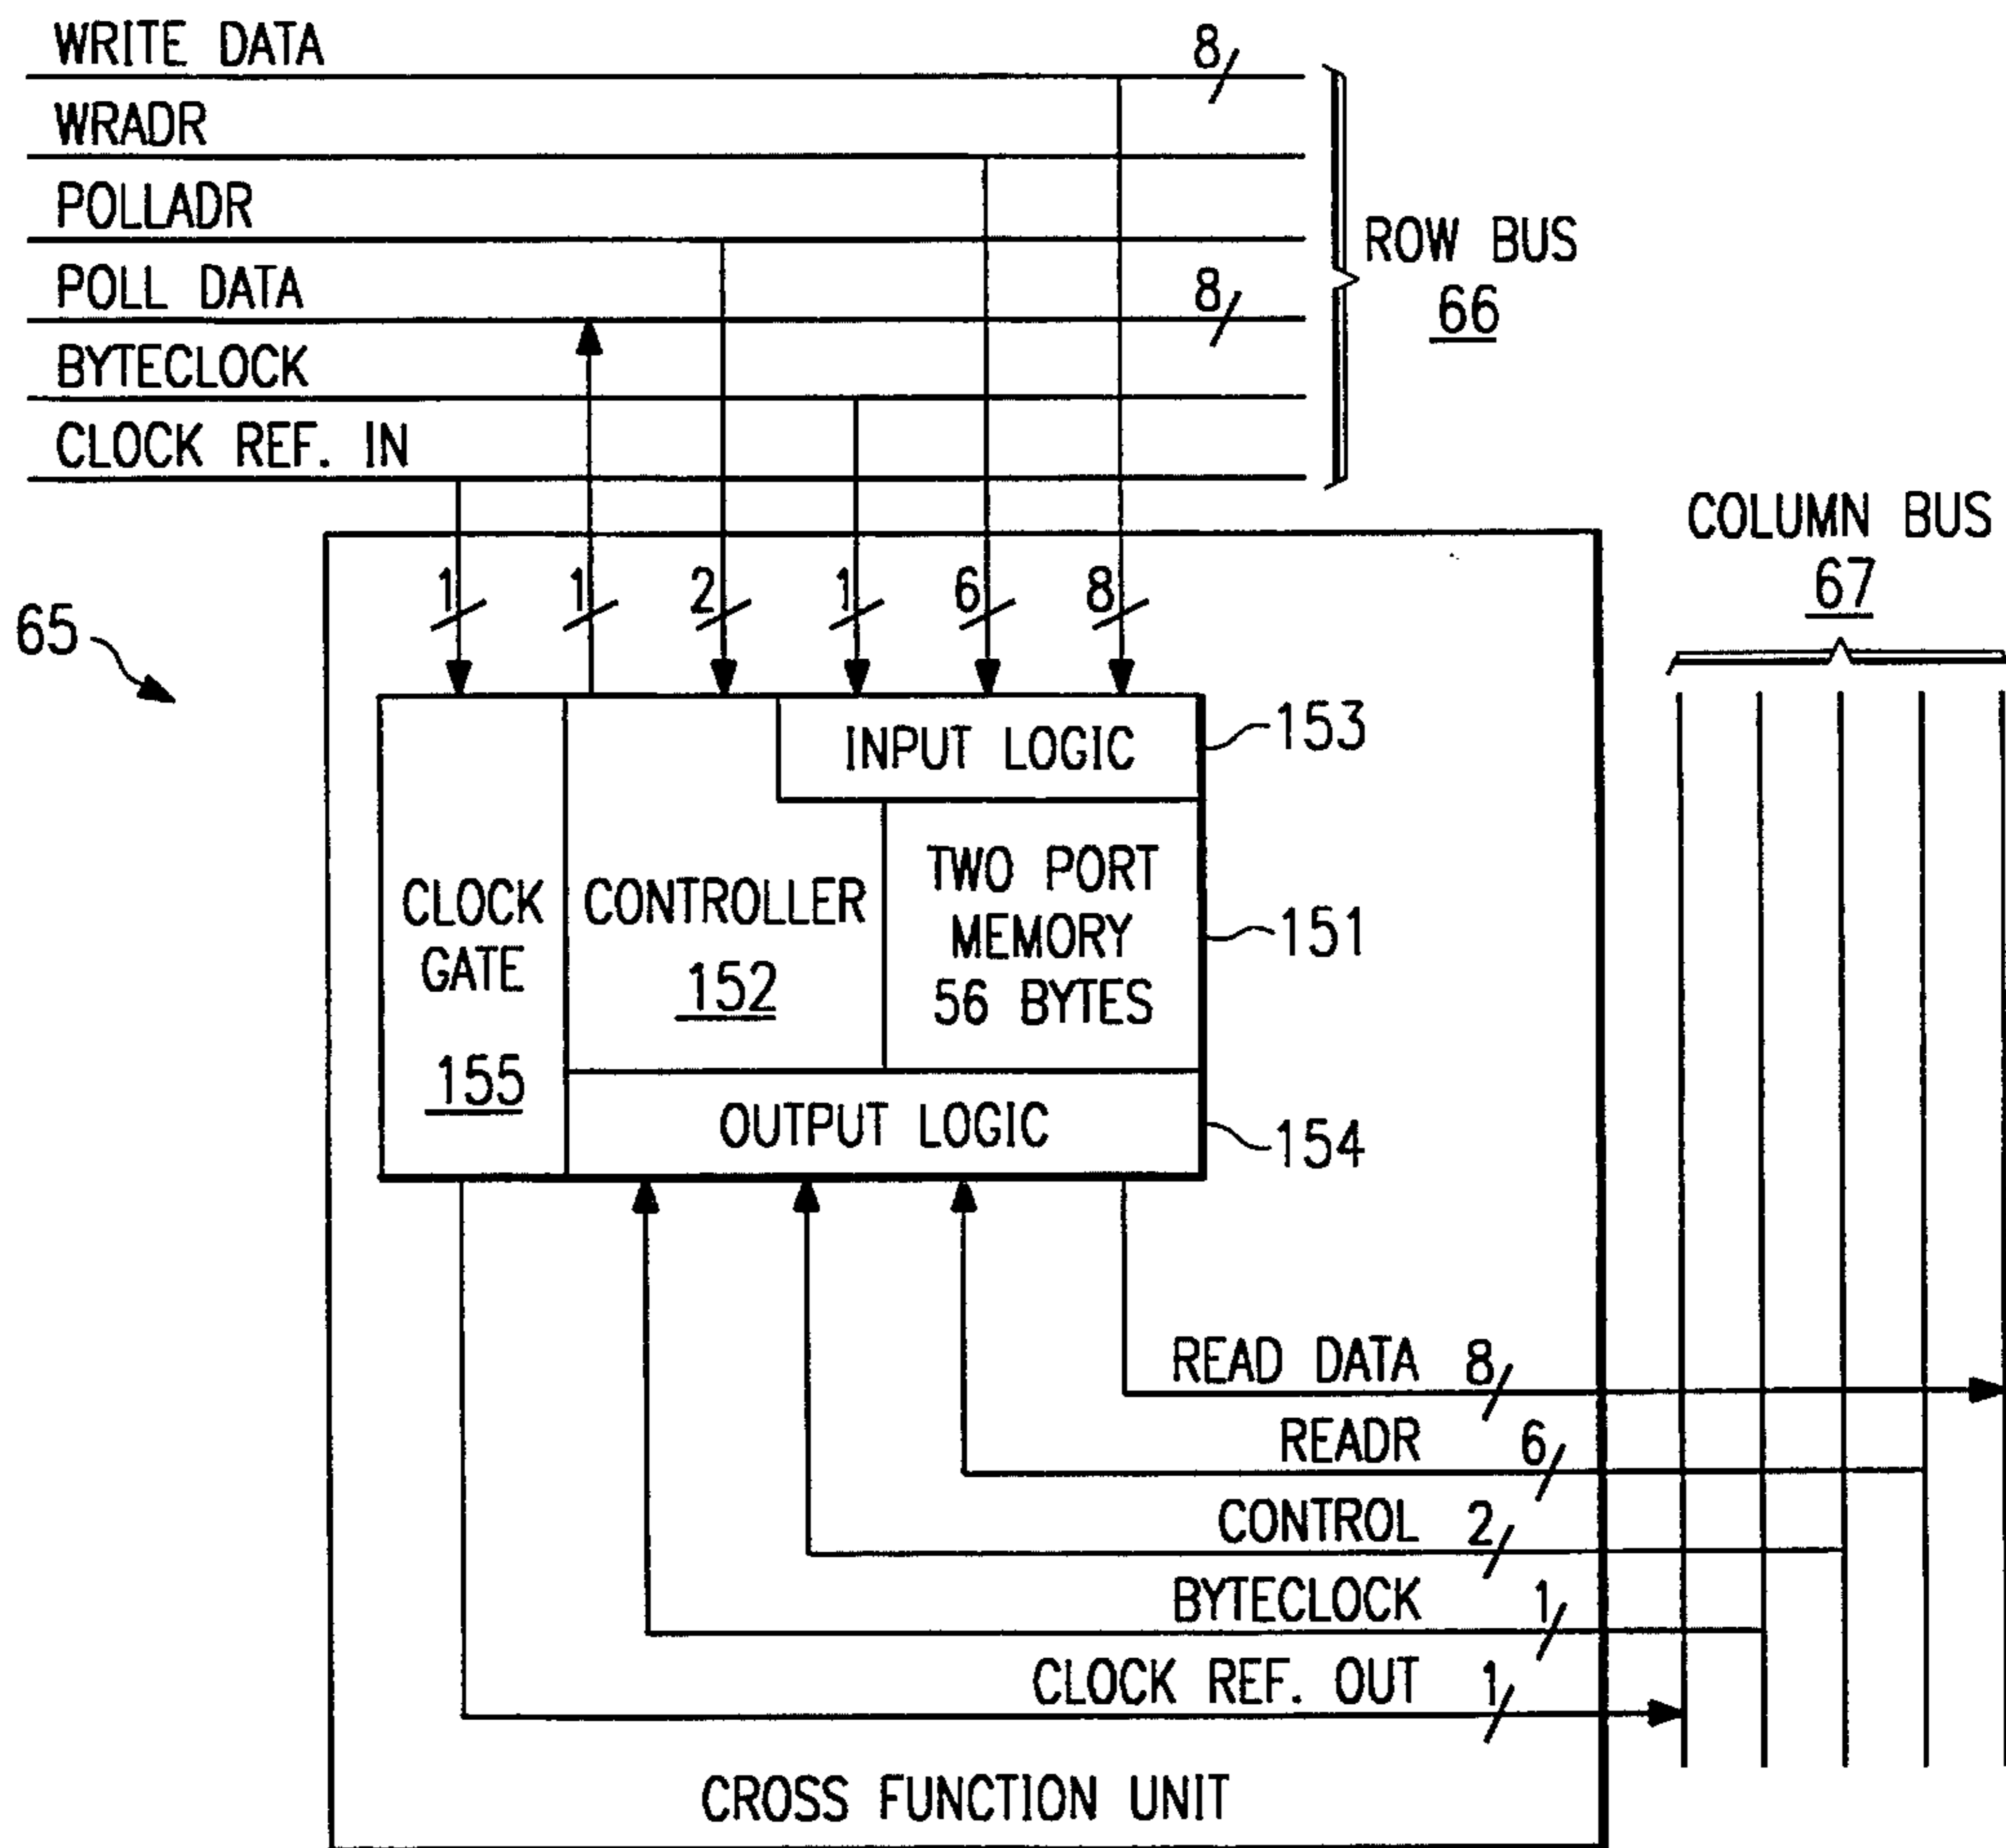 WRITE DATA
8
WRADR
POLLADR
POLL DATA
8
BYTECLOCK
CLOCK REF. IN
ROW BUS
66
COLUMN BUS
67
65
1
1
2
1
6
8
INPUT LOGIC
153
CLOCK
GATE
155
CONTROLLER
152
TWO PORT
MEMORY
56 BYTES
151
OUTPUT LOGIC
154
READ DATA 8
READR 6
CONTROL 2
BYTECLOCK 1
CLOCK REF. OUT 1
CROSS FUNCTION UNIT